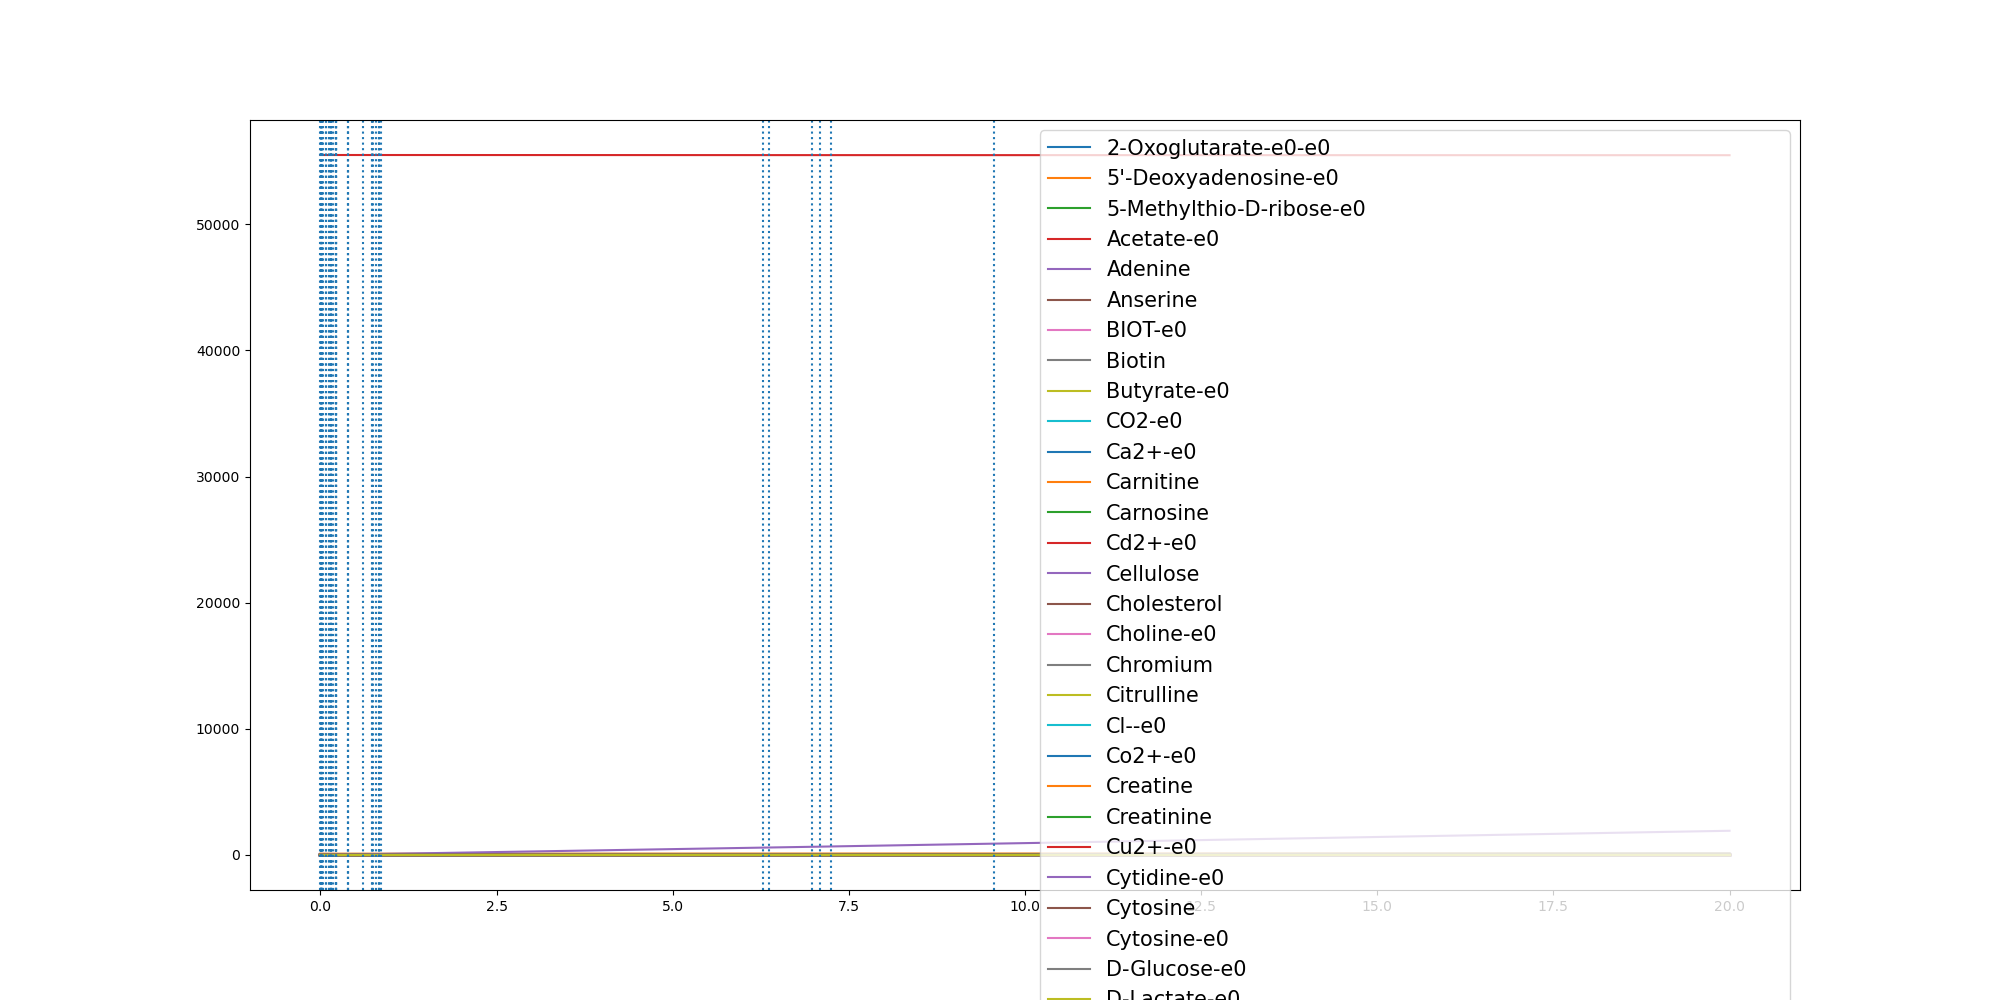 50000
40000
30000
20000
10000
0
0.0 2.5 5.0 7.5 10.0 12.5 15.0 17.5 20.0
2-Oxoglutarate-e0-e0
5'-Deoxyadenosine-e0
5-Methylthio-D-ribose-e0
Acetate-e0
Adenine
Anserine
BIOT-e0
Biotin
Butyrate-e0
CO2-e0
Ca2+-e0
Carnitine
Carnosine
Cd2+-e0
Cellulose
Cholesterol
Choline-e0
Chromium
Citrulline
Cl--e0
Co2+-e0
Creatine
Creatinine
Cu2+-e0
Cytidine-e0
Cytosine
Cytosine-e0
D-Glucose-e0
D-Lactate-e0